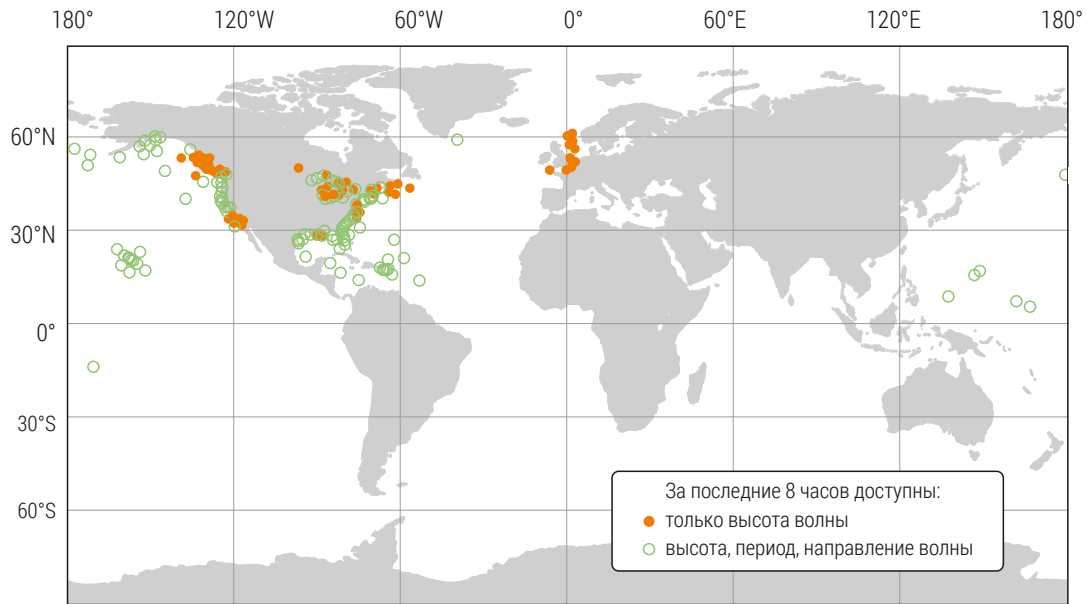 180° 120°W 60°W 0° 60°E 120°E 180°
60°N
30°N
0°
30°S
60°S
За последние 8 часов доступны:
только высота волны
высота, период, направление волны